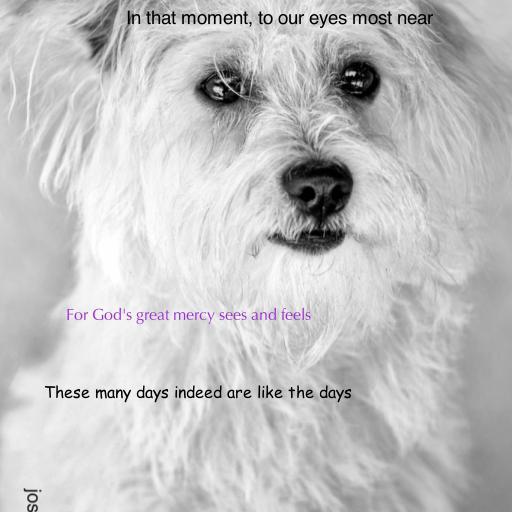 In that moment, to our eyes most near
For God's great mercy sees and feels
These many days indeed are like the days
jos